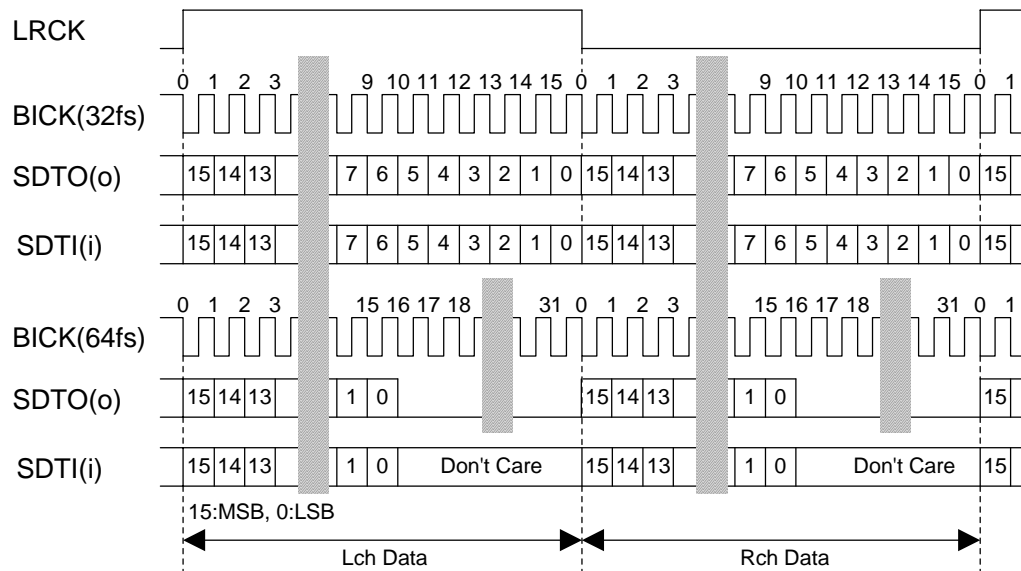 LRCK
0 1 2 3 9 10 11 12 13 14 15 0 1 2 3 9 10 11 12 13 14 15 0 1
BICK(32fs)
SDTO(o) 15 14 13 7 6 5 4 3 2 1 0 15 14 13 7 6 5 4 3 2 1 0 15
SDTI(i) 15 14 13 7 6 5 4 3 2 1 0 15 14 13 7 6 5 4 3 2 1 0 15
0 1 2 3 15 16 17 18 31 0 1 2 3 15 16 17 18 31 0 1
BICK(64fs)
SDTO(o) 15 14 13 1 0 15 14 13 1 0 15
SDTI(i) 15 14 13 1 0 Don't Care 15 14 13 1 0 Don't Care 15
15:MSB, 0:LSB
Lch Data Rch Data